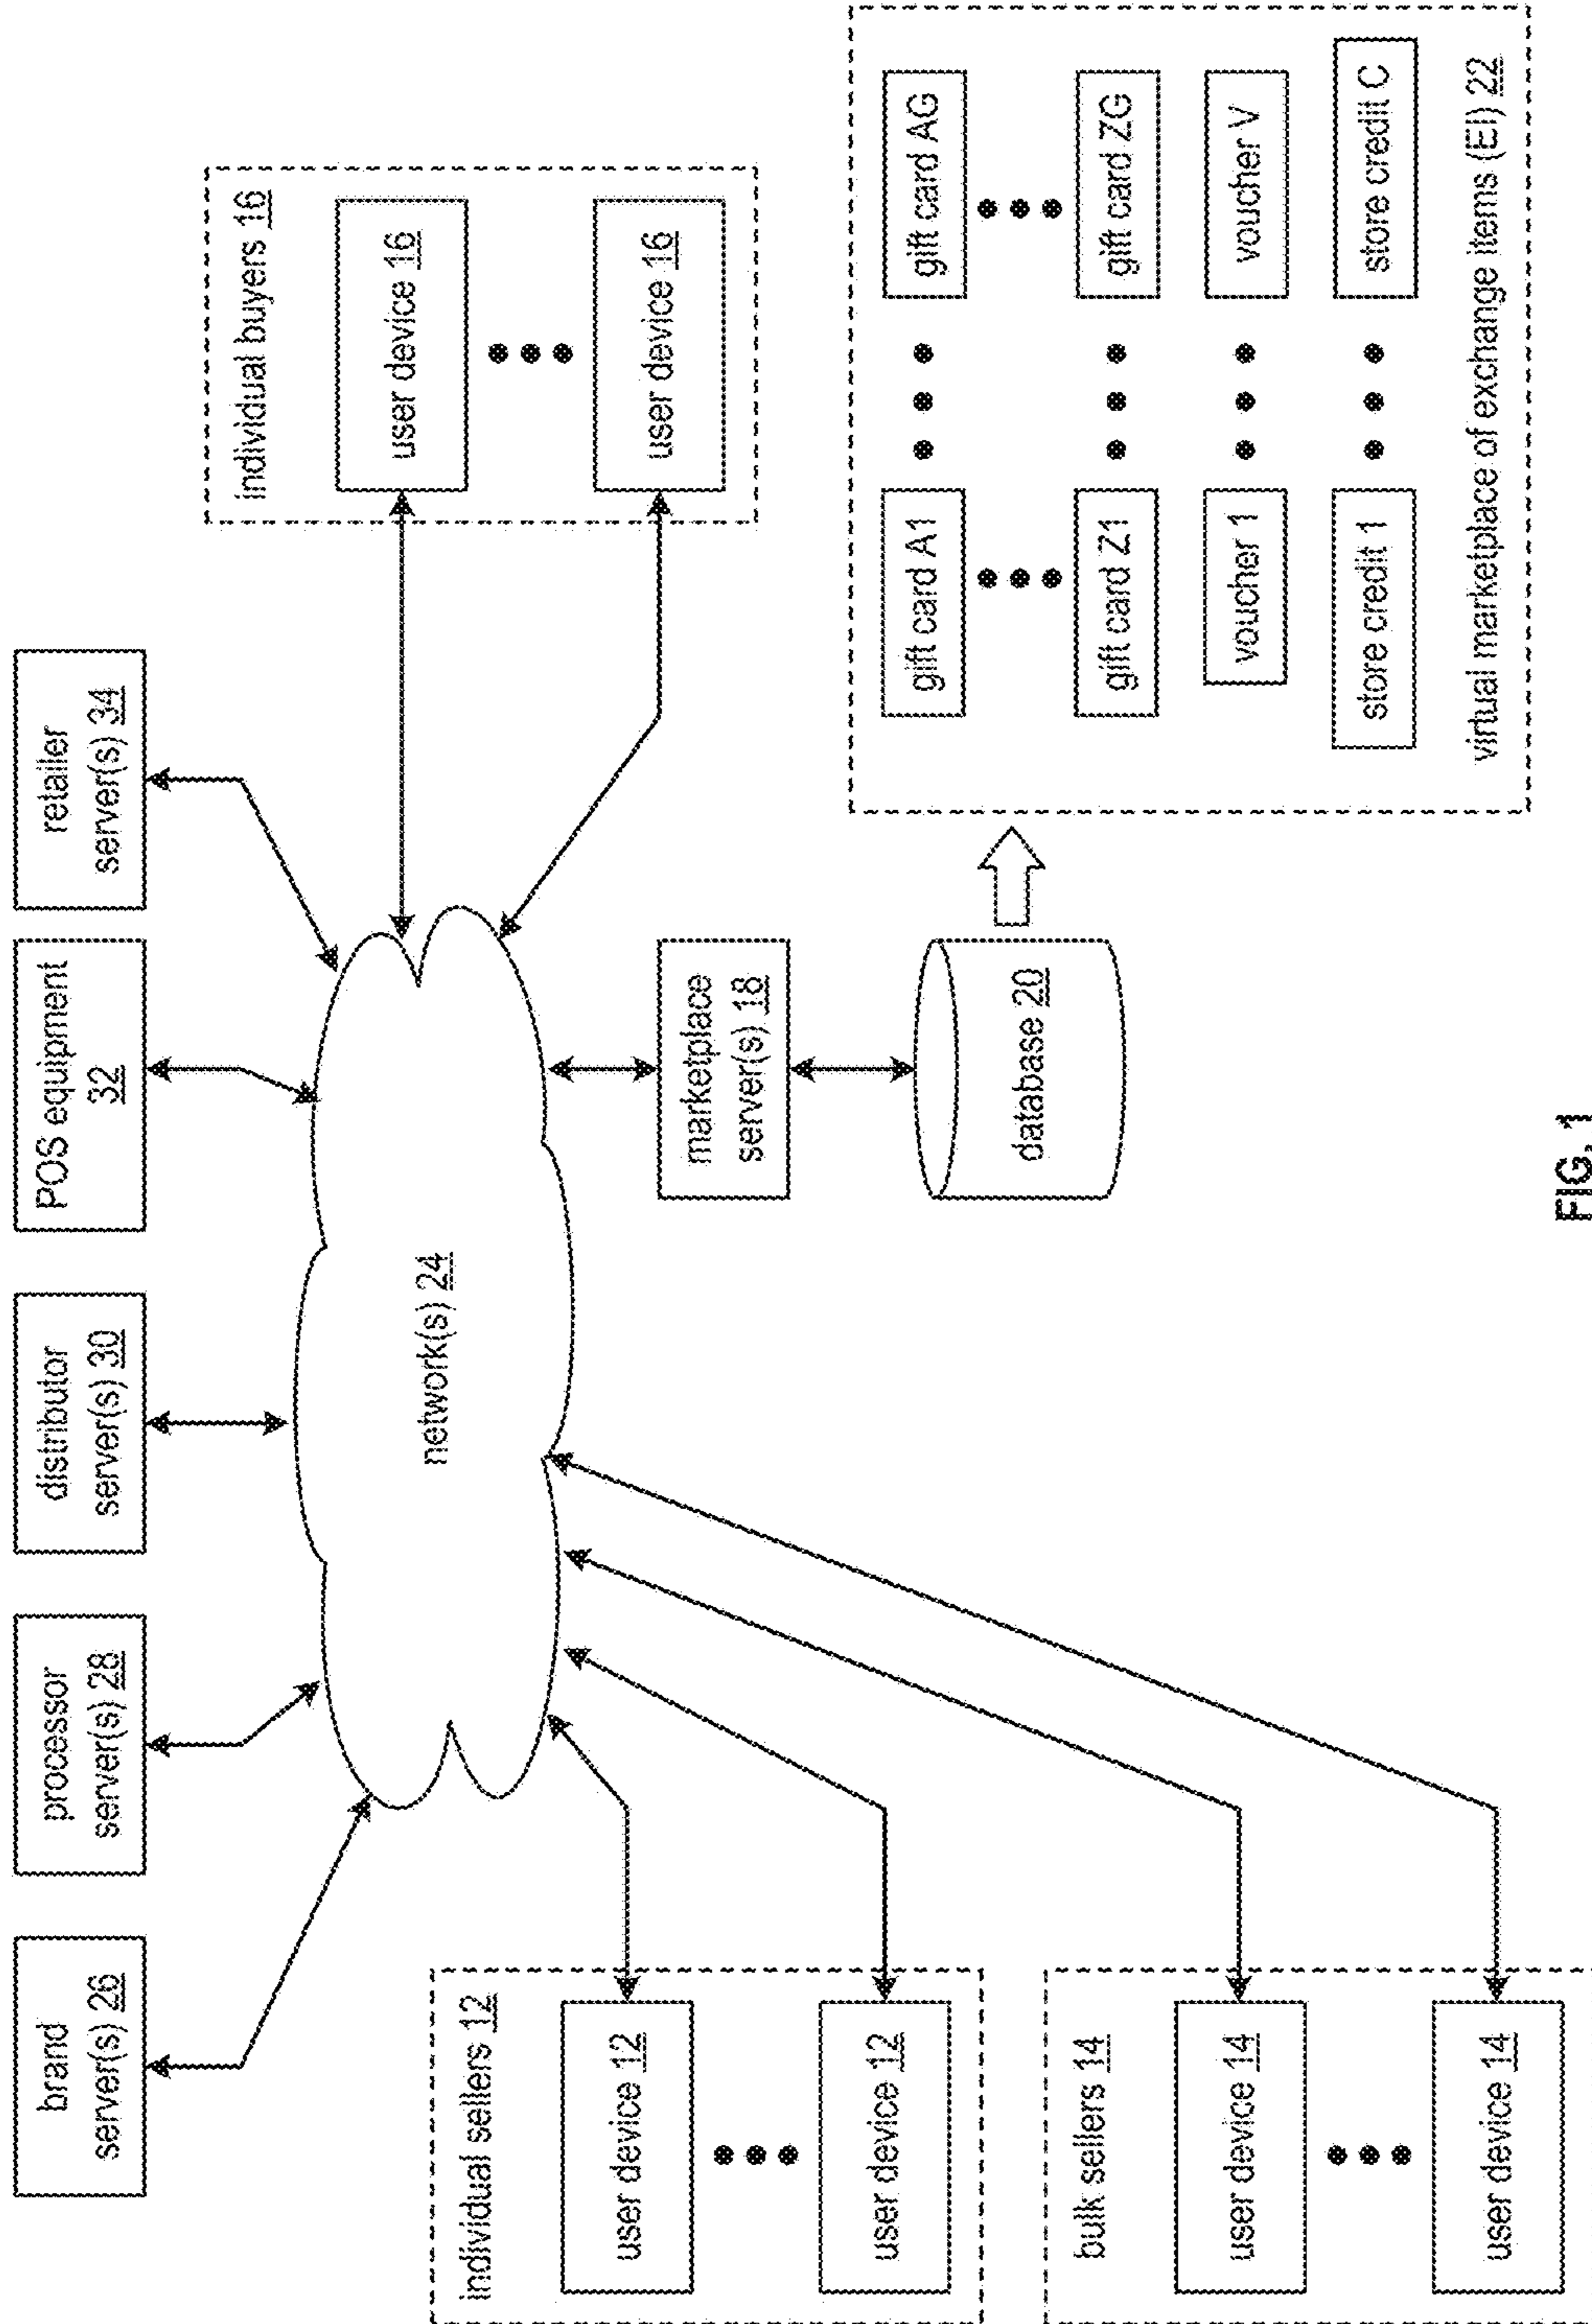 brand
server(s) 26
processor
server(s) 28
distributor
server(s) 30
POS equipment
32
retailer
server(s) 34
individual sellers 12
user device 12
user device 12
bulk sellers 14
user device 14
user device 14
network(s) 24
individual buyers 16
user device 16
user device 16
marketplace
server(s) 18
database 20
gift card A1
gift card AG
gift card Z1
gift card ZG
voucher 1
voucher V
store credit 1
store credit C
virtual marketplace of exchange items (EI) 22
FIG. 1